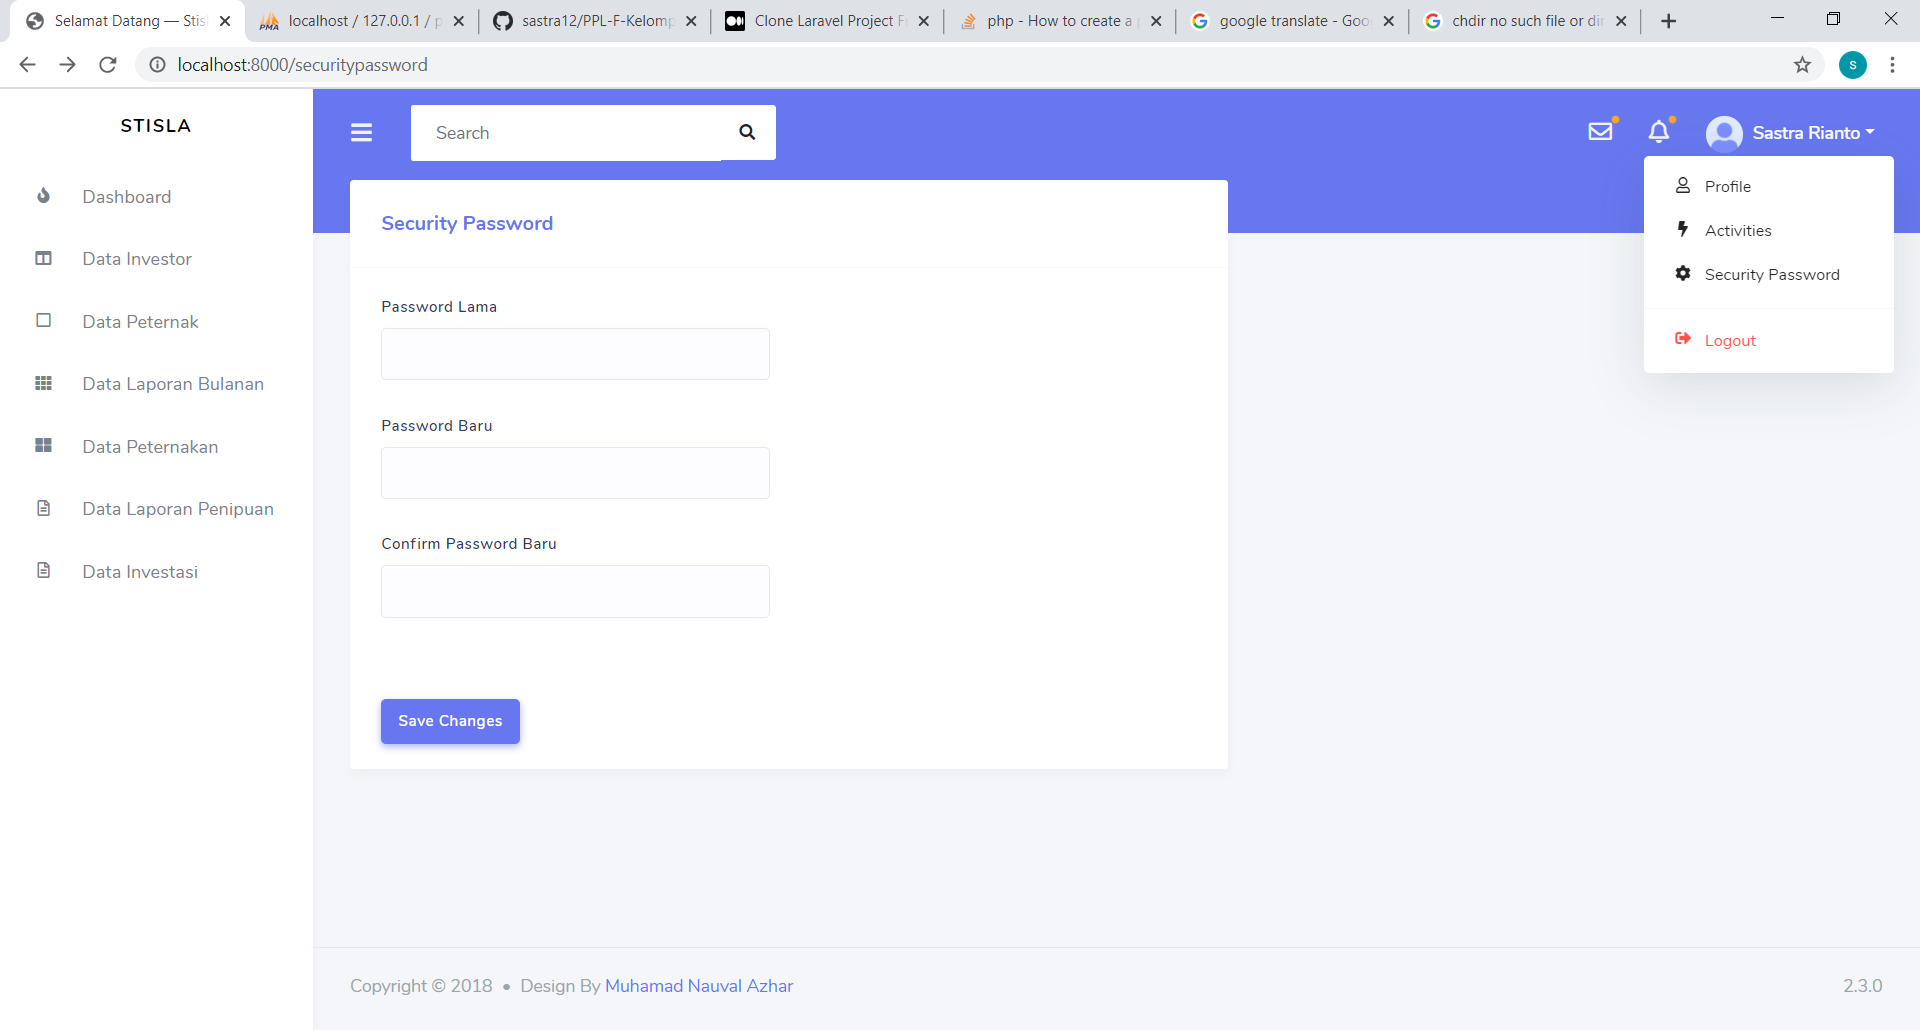 Selamat Datang — Stis
localhost / 127.0.0.1 / p
sastra12/PPL-F-Kelomp
Clone Laravel Project F
php - How to create a
google translate - Goo
chdir no such file or dir
localhost:8000/securitypassword
s
STISLA
Search
Sastra Rianto
Dashboard
Data Investor
Data Peternak
Data Laporan Bulanan
Data Peternakan
Data Laporan Penipuan
Data Investasi
Security Password
Password Lama
Password Baru
Confirm Password Baru
Save Changes
Profile
Activities
Security Password
Logout
Copyright © 2018 • Design By Muhamad Nauval Azhar
2.3.0